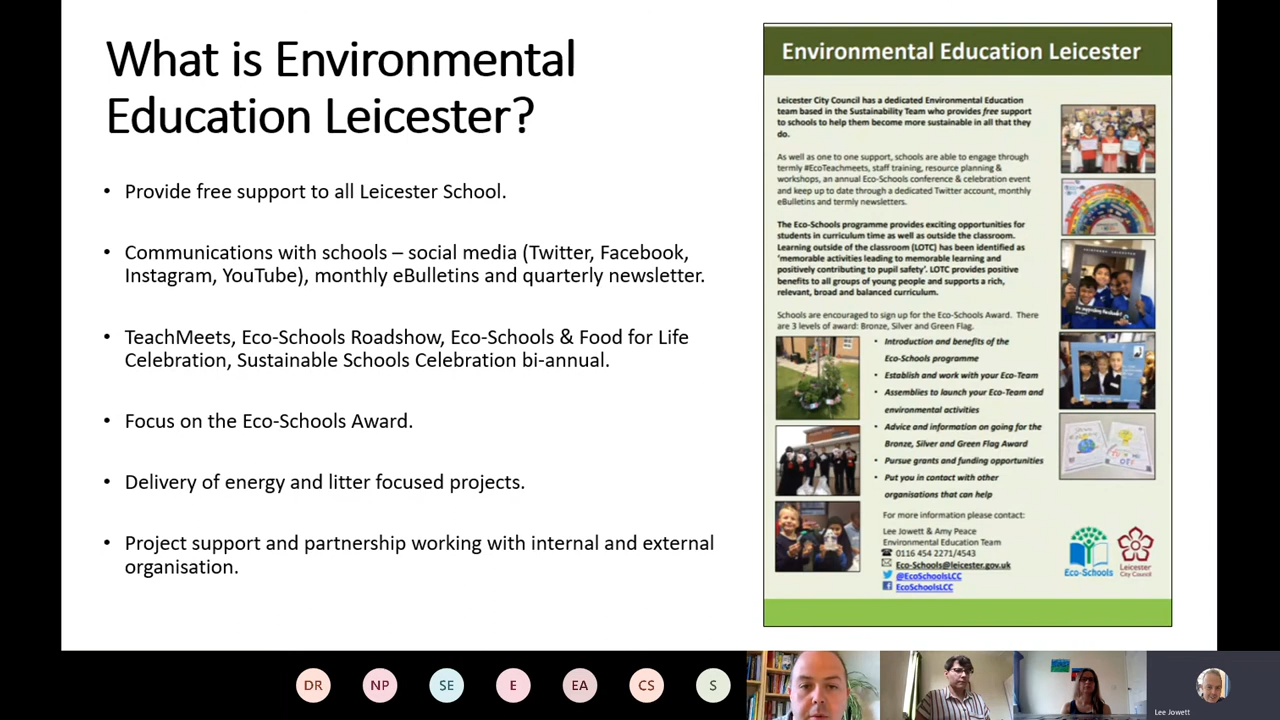 What is Environmental
Education Leicester?
• Provide free support to all Leicester School.
• Communications with schools – social media (Twitter, Facebook,
Instagram, YouTube), monthly eBulletins and quarterly newsletter.
• TeachMeets, Eco-Schools Roadshow, Eco-Schools & Food for Life
Celebration, Sustainable Schools Celebration bi-annual.
• Focus on the Eco-Schools Award.
• Delivery of energy and litter focused projects.
• Project support and partnership working with internal and external
organisation.
Environmental Education Leicester
Leicester City Council has a dedicated Environmental Education
team based in the Sustainability Team who provides free support
to schools to help them become more sustainable in all that they
do.
As well as one to one support, schools are able to engage through
termly #EcoTeachmeets, staff training, resource planning &
workshops, an annual Eco-Schools conference & celebration event
and keep up to date through a dedicated Twitter account, monthly
eBulletins and termly newsletters.
The Eco-Schools programme provides exciting opportunities for
students in curriculum time as well as outside the classroom.
Learning outside of the classroom (LOTC) has been identified as
‘memorable activities leading to memorable learning and
positively contributing to pupil safety’. LOTC provides positive
benefits to all groups of young people and supports a rich,
relevant, broad and balanced curriculum.
Schools are encouraged to sign up for the Eco-Schools Award. There
are 3 levels of award: Bronze, Silver and Green Flag.
• Introduction and benefits of the
Eco-Schools programme
• Establish and work with your Eco-Team
• Assemblies to launch your Eco-Team and
environmental activities
• Advice and information on going for the
Bronze, Silver and Green Flag Award
• Pursue grants and funding opportunities
• Put you in contact with other
organisations that can help
For more information please contact:
Lee Jowett & Amy Peace
Environmental Education Team
0116 454 2271/4543
Eco-Schools@leicester.gov.uk
@EcoSchoolsLCC
EcoSchoolsLCC
Eco-Schools
Leicester
City Council
DR NP SE E EA CS S
Lee Jowett